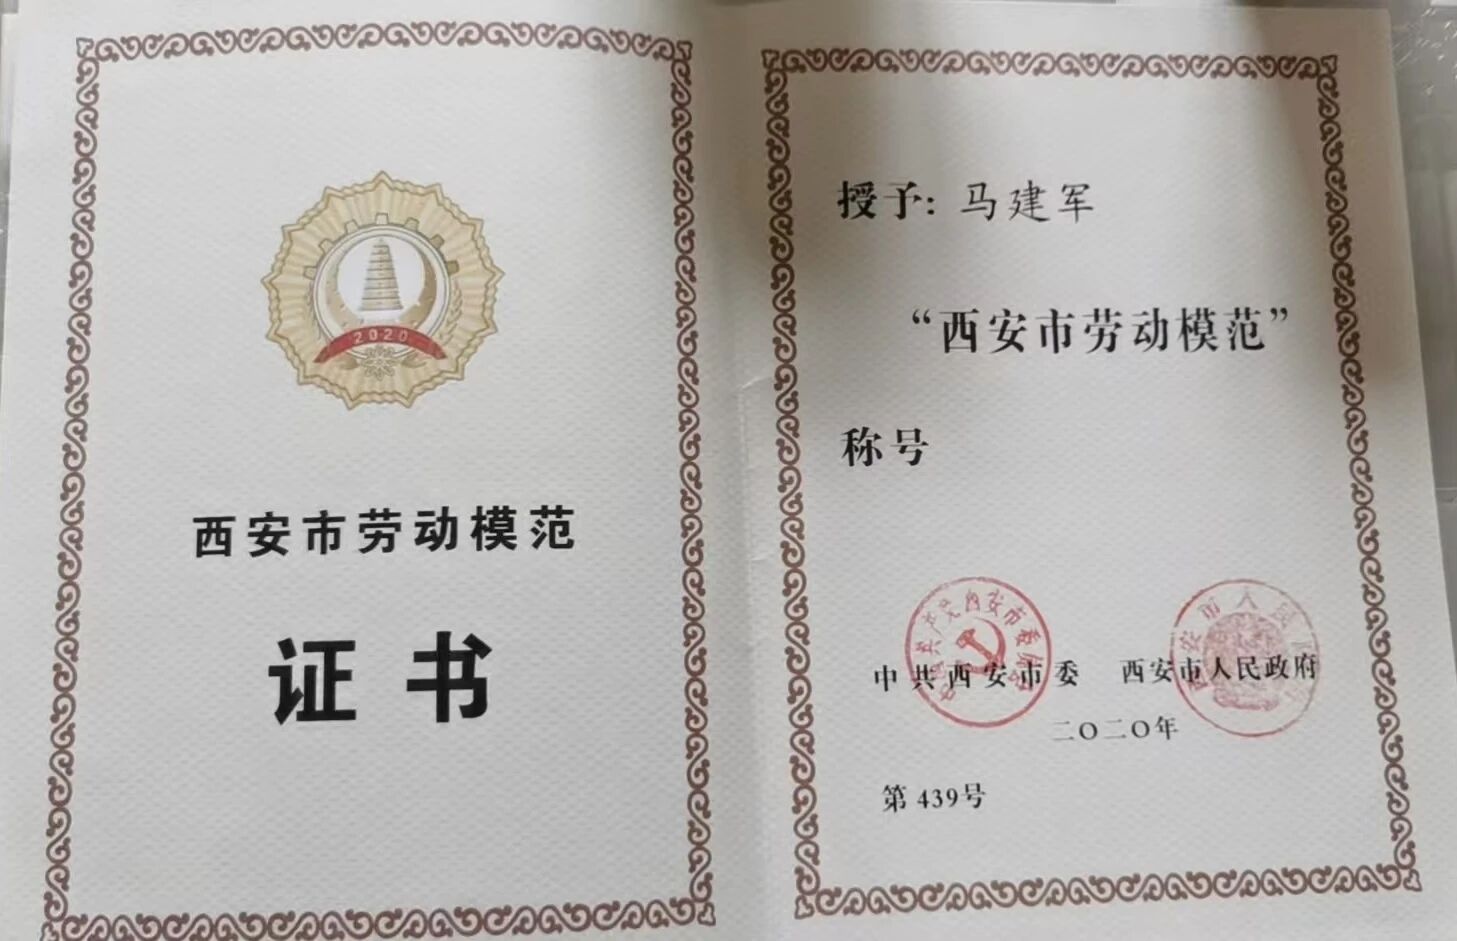 2020
西安市劳动模范
证书
授予: 马建军
“西安市劳动模范”
称号
中共西安市委 西安市人民政府
二〇二〇年
第 439号